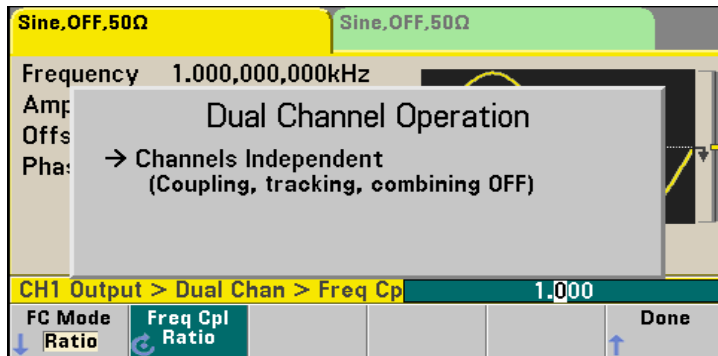 Sine,OFF,50Ω
Sine,OFF,50Ω
Frequency 1.000,000,000kHz
Amp
Offs
Phas
Dual Channel Operation
→ Channels Independent
(Coupling, tracking, combining OFF)
CH1 Output > Dual Chan > Freq Cp 1.000
FC Mode Freq Cpl Done
Ratio Ratio